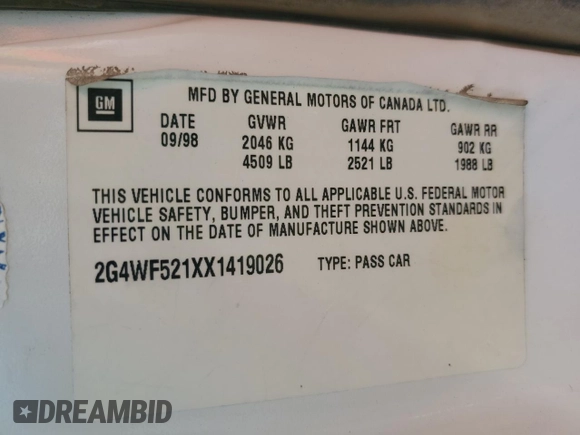 GM
MFD BY GENERAL MOTORS OF CANADA LTD.
DATE GVWR GAWR FRT GAWR RR
09/98 2046 KG 1144 KG 902 KG
4509 LB 2521 LB 1988 LB
THIS VEHICLE CONFORMS TO ALL APPLICABLE U.S. FEDERAL MOTOR
VEHICLE SAFETY, BUMPER, AND THEFT PREVENTION STANDARDS IN
EFFECT ON THE DATE OF MANUFACTURE SHOWN ABOVE.
2G4WF521XX1419026 TYPE: PASS CAR
DREAMBID